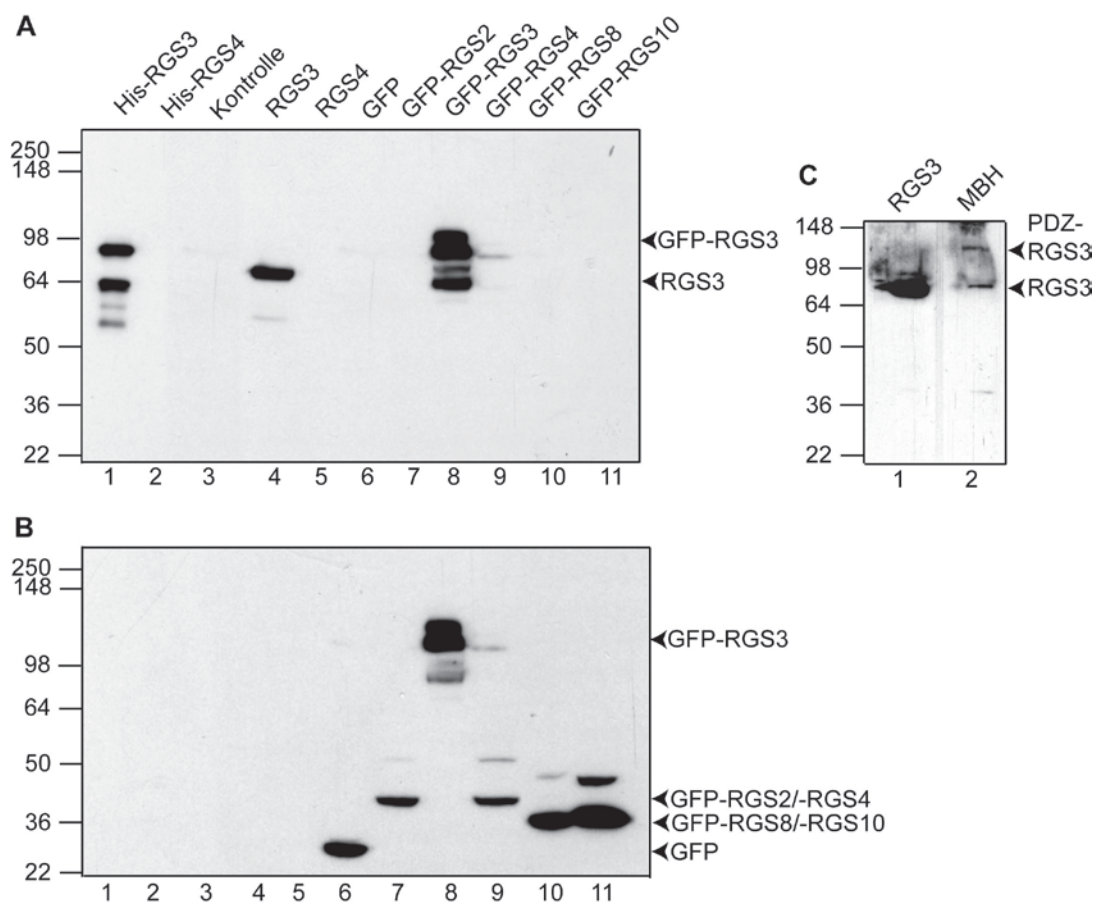 A
His-RGS3
His-RGS4
Kontrolle
RGS3
RGS4
GFP
GFP-RGS2
GFP-RGS3
GFP-RGS4
GFP-RGS8
GFP-RGS10
250
148
98
64
50
36
22
GFP-RGS3
RGS3
1 2 3 4 5 6 7 8 9 10 11
C
RGS3
MBH
148
98
64
50
36
22
PDZ-
RGS3
RGS3
1 2
B
250
148
98
64
50
36
22
GFP-RGS3
GFP-RGS2/-RGS4
GFP-RGS8/-RGS10
GFP
1 2 3 4 5 6 7 8 9 10 11